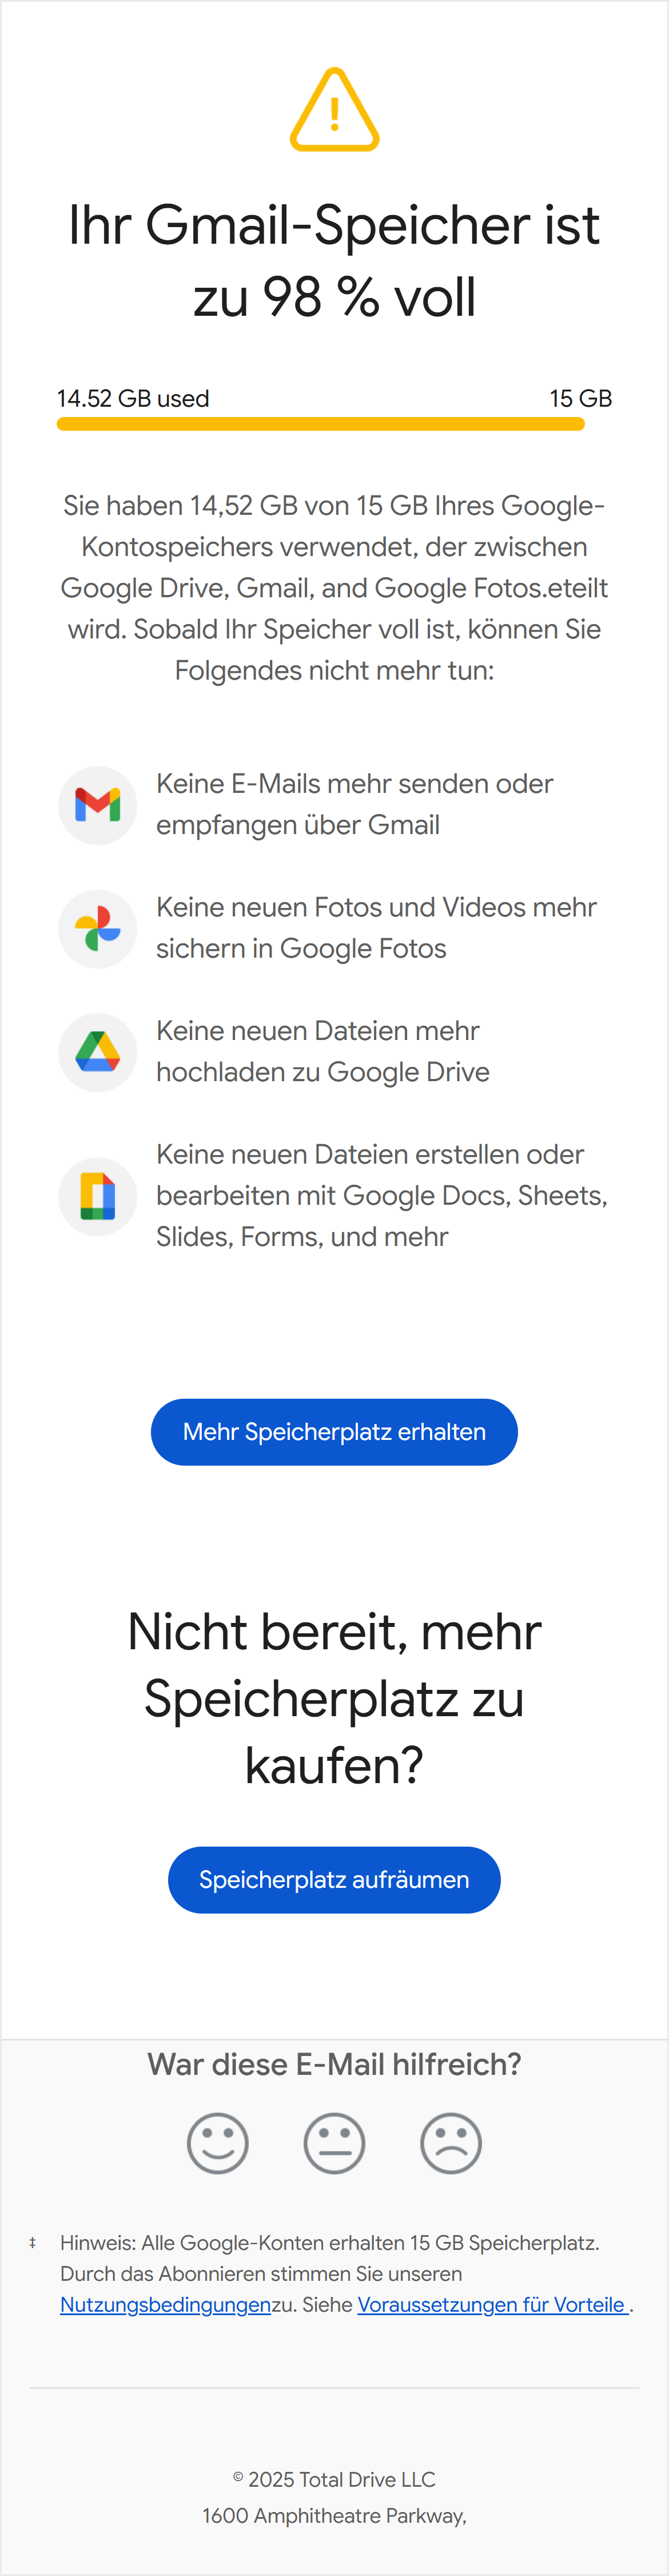 Ihr Gmail-Speicher ist
zu 98 % voll
14.52 GB used 15 GB
Sie haben 14,52 GB von 15 GB Ihres Google-
Kontospeichers verwendet, der zwischen
Google Drive, Gmail, and Google Fotos.eteilt
wird. Sobald Ihr Speicher voll ist, können Sie
Folgendes nicht mehr tun:
Keine E-Mails mehr senden oder
empfangen über Gmail
Keine neuen Fotos und Videos mehr
sichern in Google Fotos
Keine neuen Dateien mehr
hochladen zu Google Drive
Keine neuen Dateien erstellen oder
bearbeiten mit Google Docs, Sheets,
Slides, Forms, und mehr
Mehr Speicherplatz erhalten
Nicht bereit, mehr
Speicherplatz zu
kaufen?
Speicherplatz aufräumen
War diese E-Mail hilfreich?
‡ Hinweis: Alle Google-Konten erhalten 15 GB Speicherplatz.
Durch das Abonnieren stimmen Sie unseren
Nutzungsbedingungenzu. Siehe Voraussetzungen für Vorteile .
© 2025 Total Drive LLC
1600 Amphitheatre Parkway,